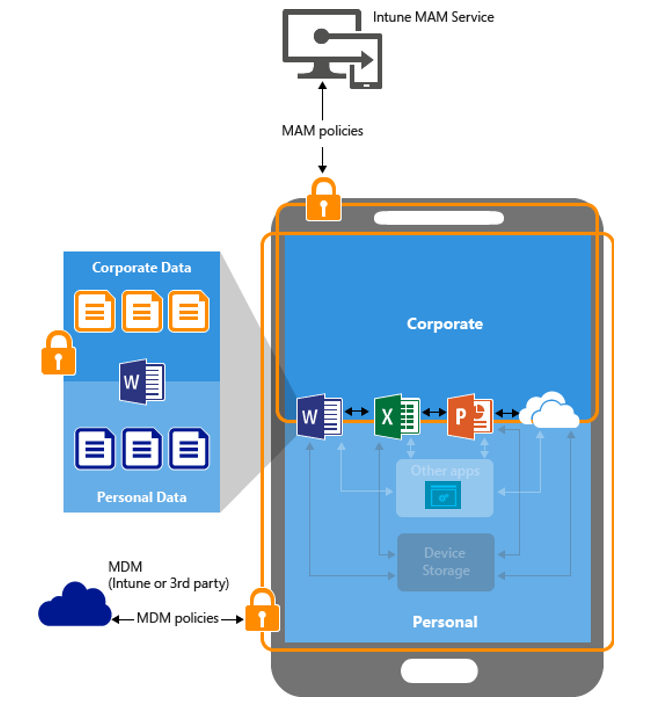 Intune MAM Service
MAM policies
Corporate Data
W
Personal Data
Corporate
W
X
P
Other apps
Device
Storage
Personal
MDM
(Intune or 3rd party)
MDM policies